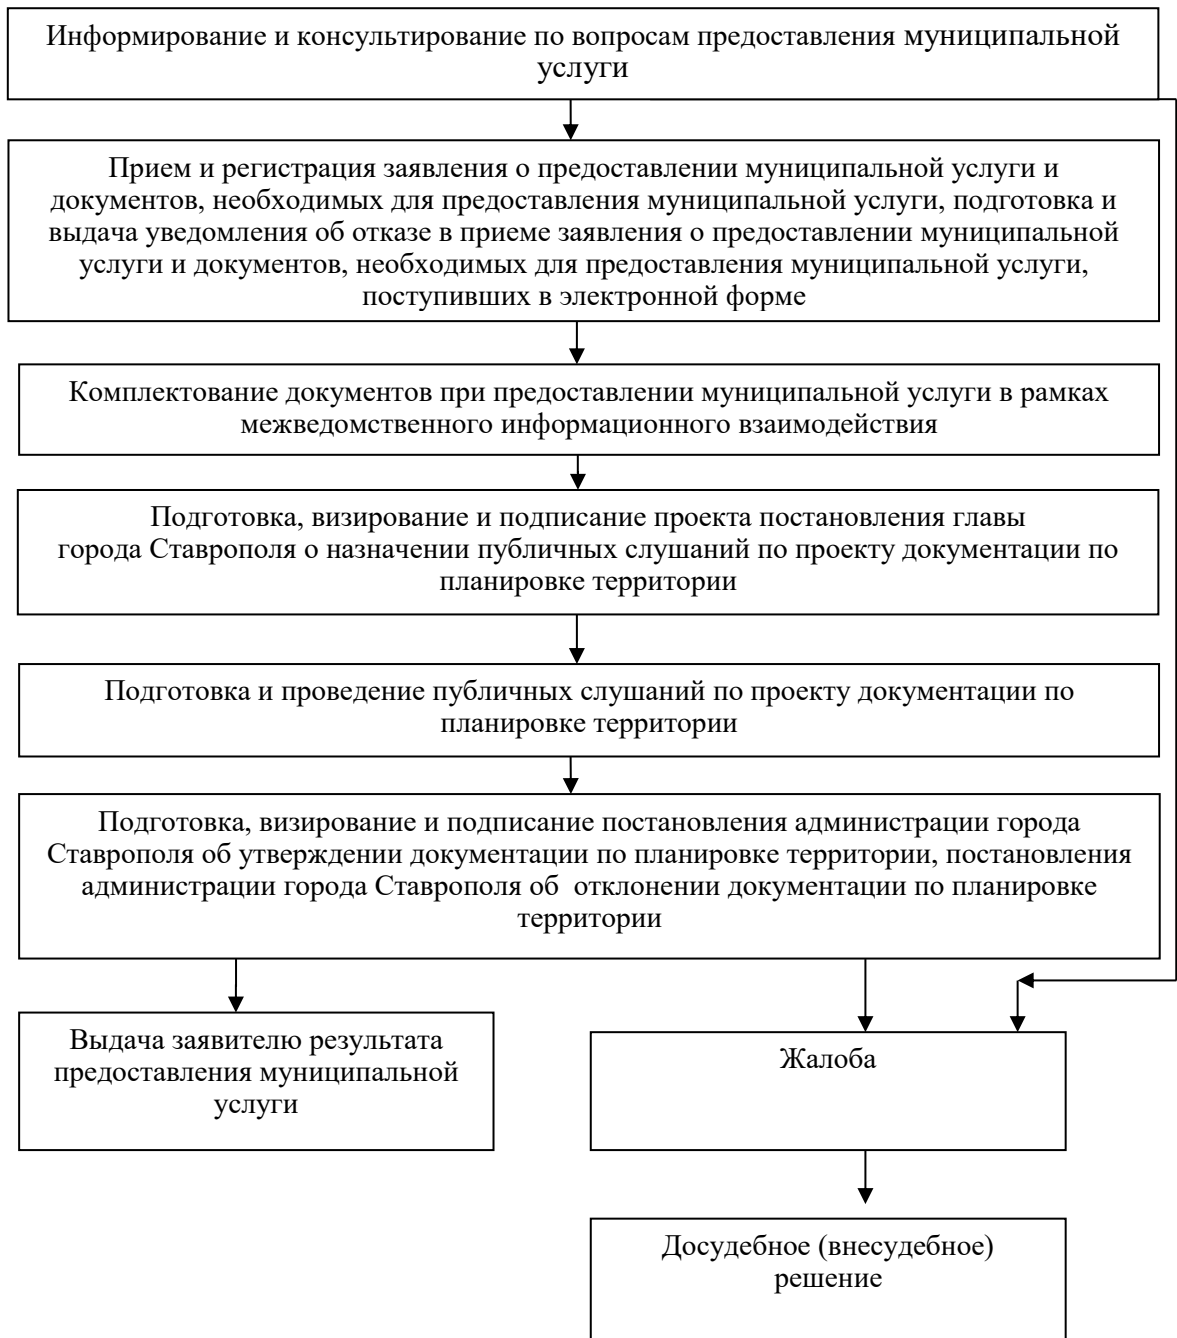 Информирование и консультирование по вопросам предоставления муниципальной
услуги
Прием и регистрация заявления о предоставлении муниципальной услуги и
документов, необходимых для предоставления муниципальной услуги, подготовка и
выдача уведомления об отказе в приеме заявления о предоставлении муниципальной
услуги и документов, необходимых для предоставления муниципальной услуги,
поступивших в электронной форме
Комплектование документов при предоставлении муниципальной услуги в рамках
межведомственного информационного взаимодействия
Подготовка, визирование и подписание проекта постановления главы
города Ставрополя о назначении публичных слушаний по проекту документации по
планировке территории
Подготовка и проведение публичных слушаний по проекту документации по
планировке территории
Подготовка, визирование и подписание постановления администрации города
Ставрополя об утверждении документации по планировке территории, постановления
администрации города Ставрополя об  отклонении документации по планировке
территории
Выдача заявителю результата
предоставления муниципальной
услуги
Жалоба
Досудебное (внесудебное)
решение